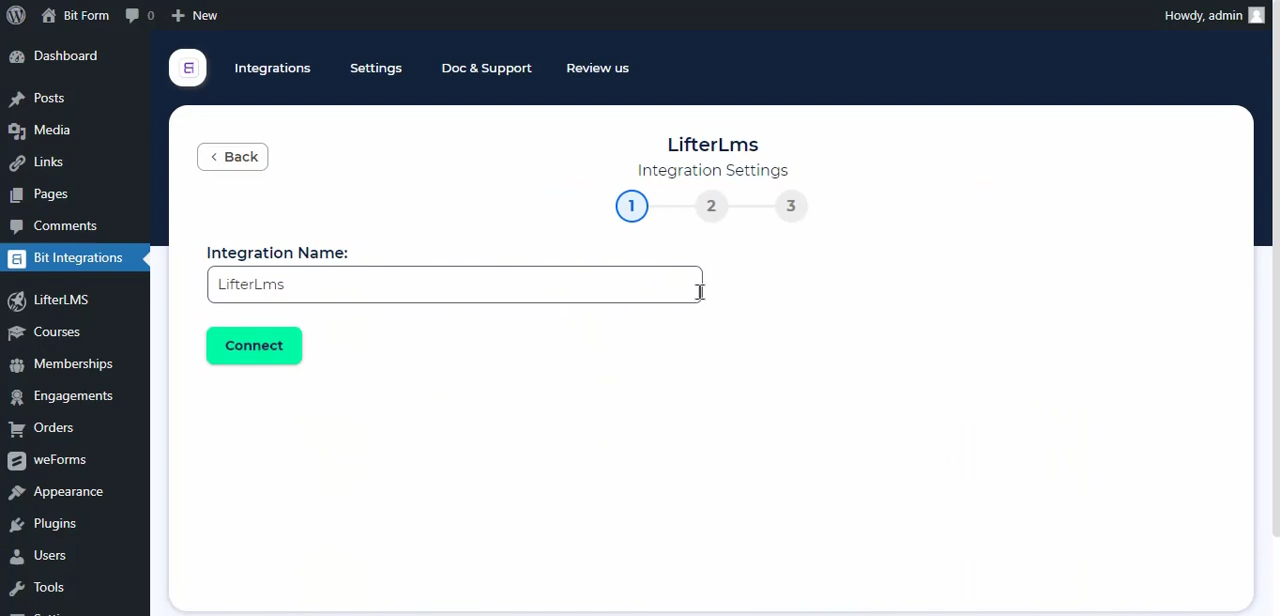 Bit Form
0
New
Howdy, admin
Dashboard
Posts
Media
Links
Pages
Comments
Bit Integrations
LifterLMS
Courses
Memberships
Engagements
Orders
weForms
Appearance
Plugins
Users
Tools
Integrations
Settings
Doc & Support
Review us
< Back
LifterLms
Integration Settings
1
2
3
Integration Name:
LifterLms
Connect